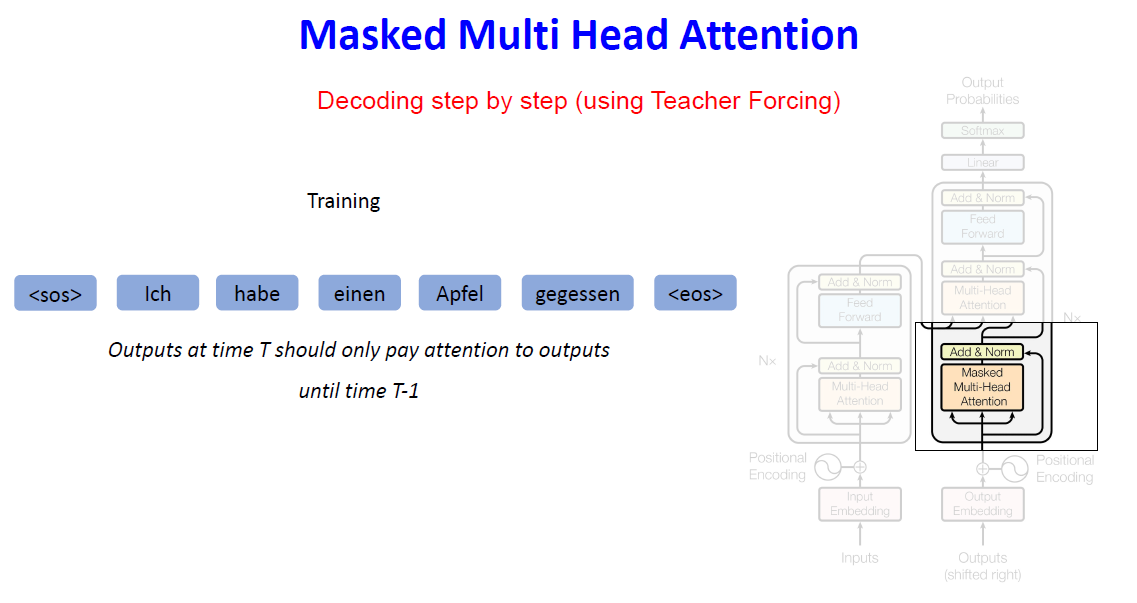 Masked Multi Head Attention
Decoding step by step (using Teacher Forcing)
Training
<sos> Ich habe einen Apfel gegessen <eos>
Outputs at time T should only pay attention to outputs
until time T-1
Output
Probabilities
Softmax
Linear
Add & Norm
Feed
Forward
Add & Norm
Multi-Head
Attention
N×
Add & Norm
Masked
Multi-Head
Attention
Positional
Encoding
Output
Embedding
Outputs
(shifted right)
Add & Norm
Feed
Forward
N×
Add & Norm
Multi-Head
Attention
Positional
Encoding
Input
Embedding
Inputs